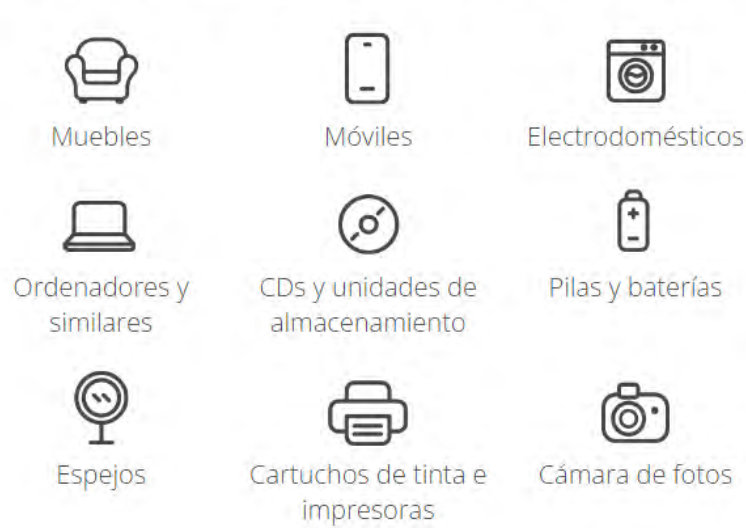 Muebles
Móviles
Electrodomésticos
Ordenadores y
similares
CDs y unidades de
almacenamiento
Pilas y baterías
Espejos
Cartuchos de tinta e
impresoras
Cámara de fotos